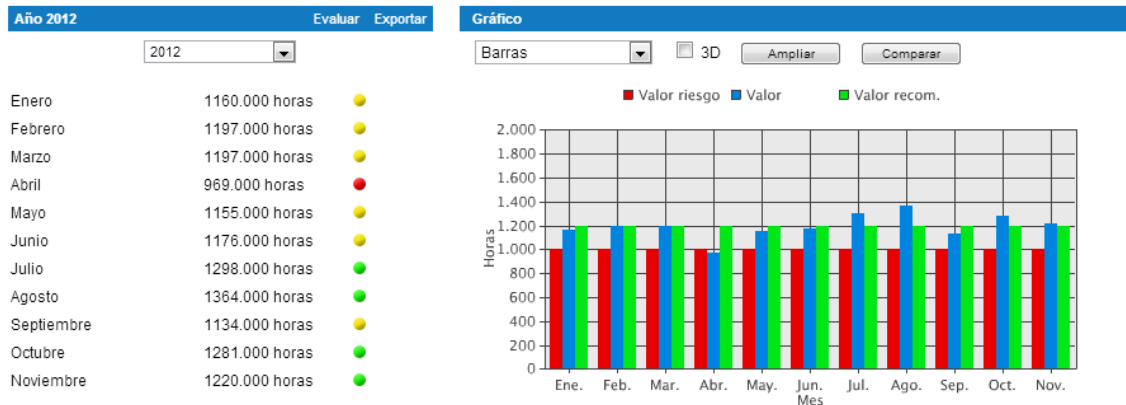 Año 2012 Evaluar Exportar
2012
Enero 1160.000 horas
Febrero 1197.000 horas
Marzo 1197.000 horas
Abril 969.000 horas
Mayo 1155.000 horas
Junio 1176.000 horas
Julio 1298.000 horas
Agosto 1364.000 horas
Septiembre 1134.000 horas
Octubre 1281.000 horas
Noviembre 1220.000 horas
Gráfico
Barras 3D Ampliar Comparar
Valor riesgo Valor Valor recom.
2.000
1.800
1.600
1.400
1.200
1.000
800
600
400
200
0
Horas
Ene. Feb. Mar. Abr. May. Jun. Jul. Ago. Sep. Oct. Nov.
Mes